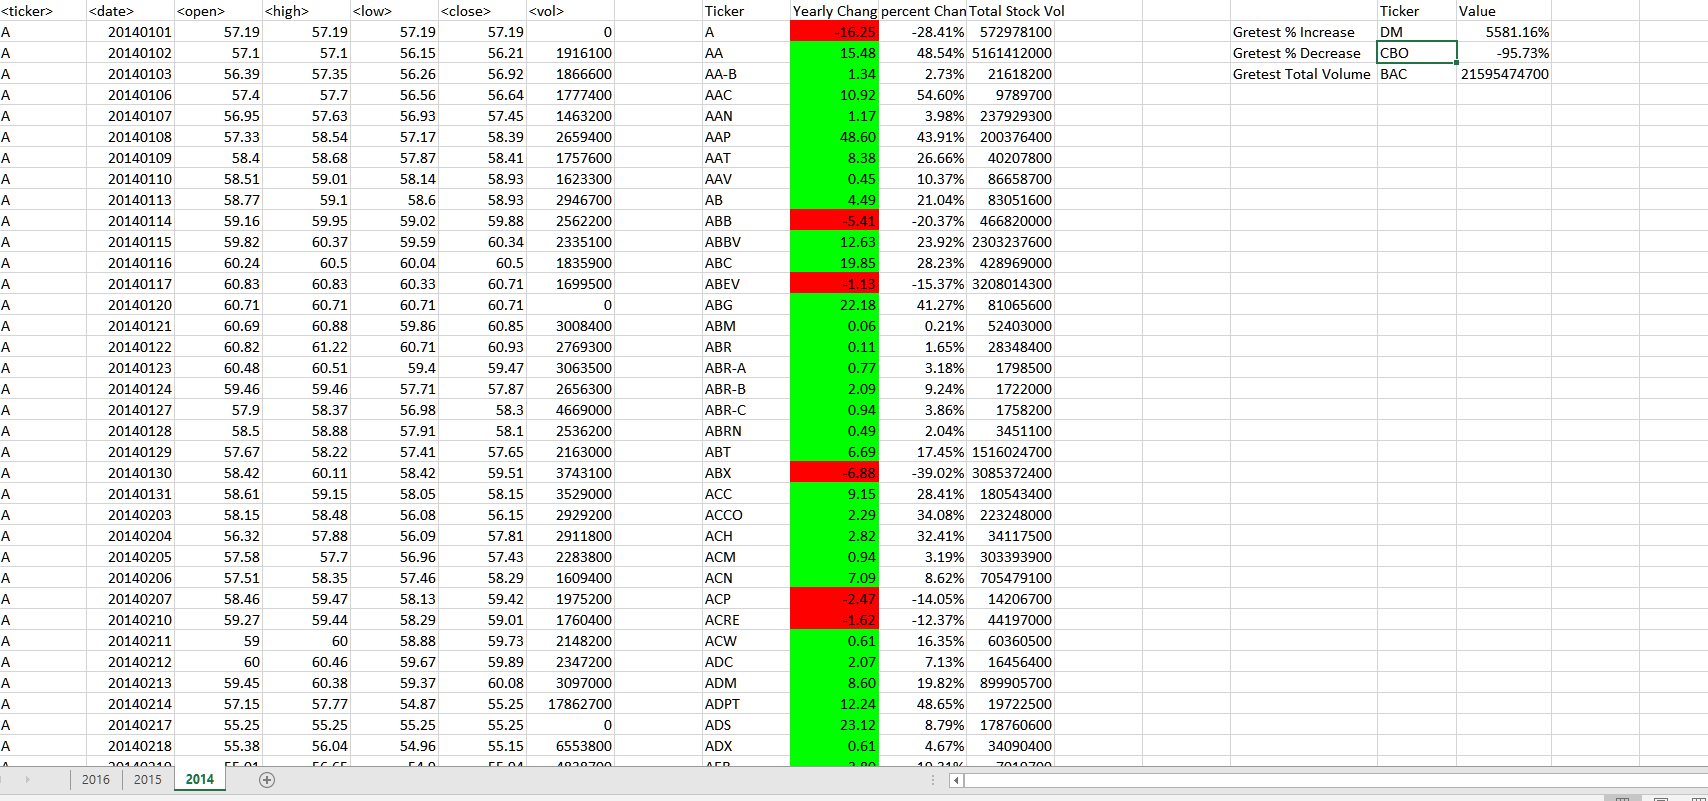 <ticker> <date> <open> <high> <low> <close> <vol> Ticker Yearly Chang percent Chan Total Stock Vol Ticker Value
A 20140101 57.19 57.19 57.19 57.19 0 A -16.25 -28.41% 572978100 Gretest % Increase DM 5581.16%
A 20140102 57.1 57.1 56.15 56.21 1916100 AA 15.48 48.54% 5161412000 Gretest % Decrease CBO -95.73%
A 20140103 56.39 57.35 56.26 56.92 1866600 AA-B 1.34 2.73% 21618200 Gretest Total Volume BAC 21595474700
A 20140106 57.4 57.7 56.56 56.64 1777400 AAC 10.92 54.60% 9789700
A 20140107 56.95 57.63 56.93 57.45 1463200 AAN 1.17 3.98% 237929300
A 20140108 57.33 58.54 57.17 58.39 2659400 AAP 48.60 43.91% 200376400
A 20140109 58.4 58.68 57.87 58.41 1757600 AAT 8.38 26.66% 40207800
A 20140110 58.51 59.01 58.14 58.93 1623300 AAV 0.45 10.37% 86658700
A 20140113 58.77 59.1 58.6 58.93 2946700 AB 4.49 21.04% 83051600
A 20140114 59.16 59.95 59.02 59.88 2562200 ABB -5.41 -20.37% 466820000
A 20140115 59.82 60.37 59.59 60.34 2335100 ABBV 12.63 23.92% 2303237600
A 20140116 60.24 60.5 60.04 60.5 1835900 ABC 19.85 28.23% 428969000
A 20140117 60.83 60.83 60.33 60.71 1699500 ABEV -1.13 -15.37% 3208014300
A 20140120 60.71 60.71 60.71 60.71 0 ABG 22.18 41.27% 81065600
A 20140121 60.69 60.88 59.86 60.85 3008400 ABM 0.06 0.21% 52403000
A 20140122 60.82 61.22 60.71 60.93 2769300 ABR 0.11 1.65% 28348400
A 20140123 60.48 60.51 59.4 59.47 3063500 ABR-A 0.77 3.18% 1798500
A 20140124 59.46 59.46 57.71 57.87 2656300 ABR-B 2.09 9.24% 1722000
A 20140127 57.9 58.37 56.98 58.3 4669000 ABR-C 0.94 3.86% 1758200
A 20140128 58.5 58.88 57.91 58.1 2536200 ABRN 0.49 2.04% 3451100
A 20140129 57.67 58.22 57.41 57.65 2163000 ABT 6.69 17.45% 1516024700
A 20140130 58.42 60.11 58.42 59.51 3743100 ABX -6.88 -39.02% 3085372400
A 20140131 58.61 59.15 58.05 58.15 3529000 ACC 9.15 28.41% 180543400
A 20140203 58.15 58.48 56.08 56.15 2929200 ACCO 2.29 34.08% 223248000
A 20140204 56.32 57.88 56.09 57.81 2911800 ACH 2.82 32.41% 34117500
A 20140205 57.58 57.7 56.96 57.43 2283800 ACM 0.94 3.19% 303393900
A 20140206 57.51 58.35 57.46 58.29 1609400 ACN 7.09 8.62% 705479100
A 20140207 58.46 59.47 58.13 59.42 1975200 ACP -2.47 -14.05% 14206700
A 20140210 59.27 59.44 58.29 59.01 1760400 ACRE -1.62 -12.37% 44197000
A 20140211 59 60 58.88 59.73 2148200 ACW 0.61 16.35% 60360500
A 20140212 60 60.46 59.67 59.89 2347200 ADC 2.07 7.13% 16456400
A 20140213 59.45 60.38 59.37 60.08 3097000 ADM 8.60 19.82% 899905700
A 20140214 57.15 57.77 54.87 55.25 17862700 ADPT 12.24 48.65% 19722500
A 20140217 55.25 55.25 55.25 55.25 0 ADS 23.12 8.79% 178760600
A 20140218 55.38 56.04 54.96 55.15 6553800 ADX 0.61 4.67% 34090400
2016 2015 2014